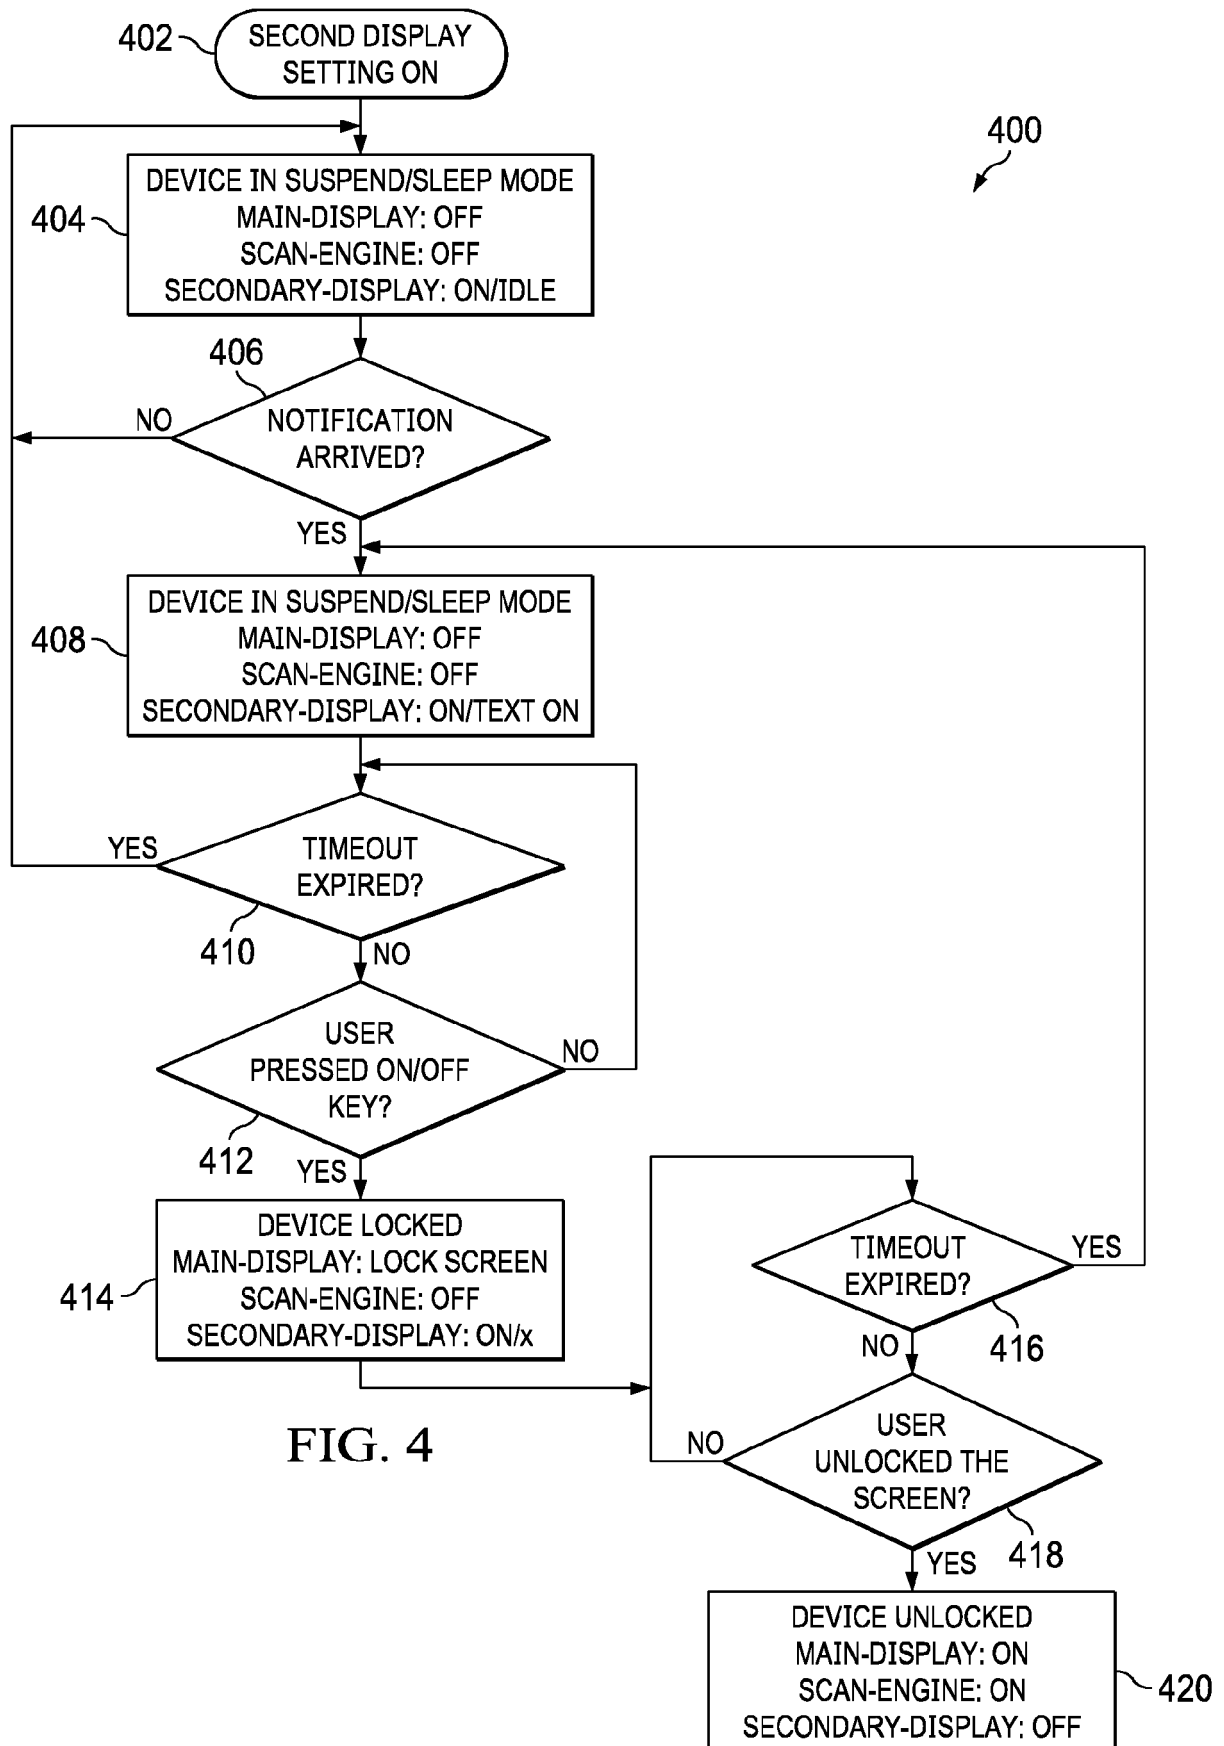 402
SECOND DISPLAY
SETTING ON
400
404
DEVICE IN SUSPEND/SLEEP MODE
MAIN-DISPLAY: OFF
SCAN-ENGINE: OFF
SECONDARY-DISPLAY: ON/IDLE
406
NOTIFICATION
ARRIVED?
NO
YES
408
DEVICE IN SUSPEND/SLEEP MODE
MAIN-DISPLAY: OFF
SCAN-ENGINE: OFF
SECONDARY-DISPLAY: ON/TEXT ON
YES
TIMEOUT
EXPIRED?
410
NO
USER
PRESSED ON/OFF
KEY?
NO
412
YES
414
DEVICE LOCKED
MAIN-DISPLAY: LOCK SCREEN
SCAN-ENGINE: OFF
SECONDARY-DISPLAY: ON/x
TIMEOUT
EXPIRED?
YES
416
NO
USER
UNLOCKED THE
SCREEN?
NO
418
YES
DEVICE UNLOCKED
MAIN-DISPLAY: ON
SCAN-ENGINE: ON
SECONDARY-DISPLAY: OFF
420
FIG. 4